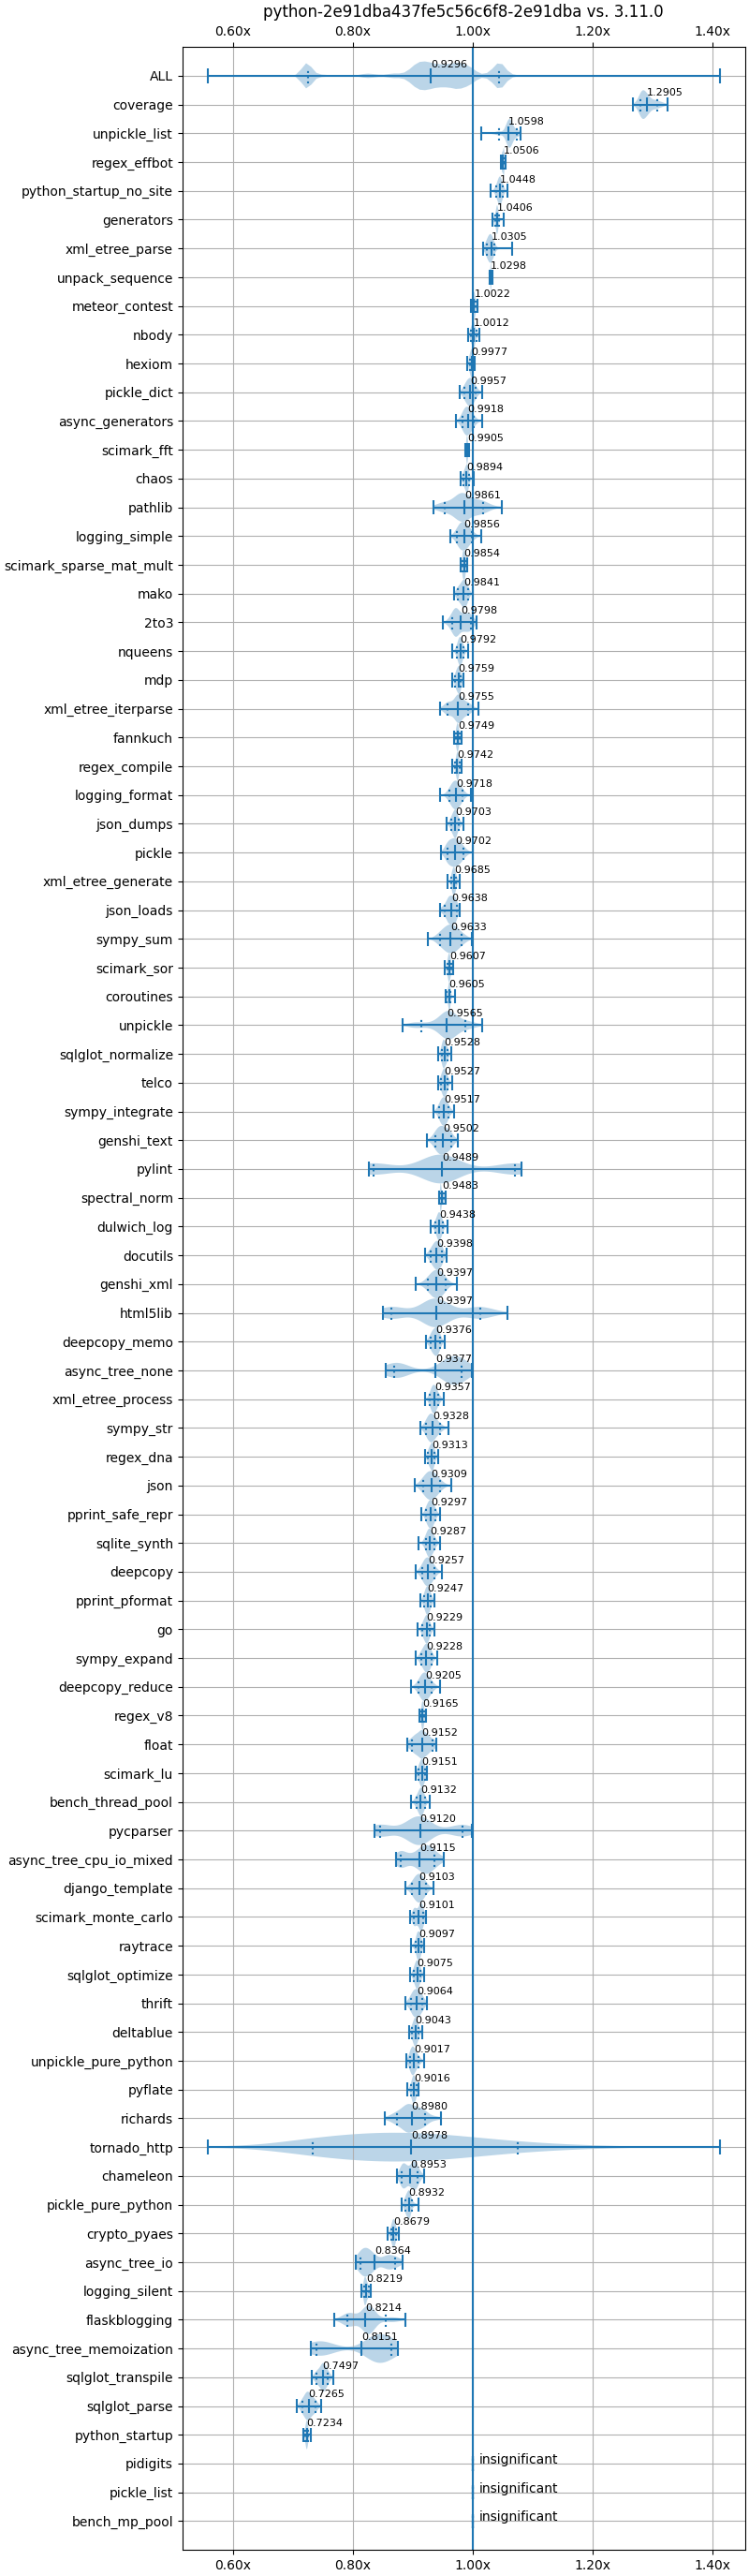 python-2e91dba437fe5c56c6f8-2e91dba vs. 3.11.0
0.60x 0.80x 1.00x 1.20x 1.40x
ALL 0.9296
coverage 1.2905
unpickle_list 1.0598
regex_effbot 1.0506
python_startup_no_site 1.0448
generators 1.0406
xml_etree_parse 1.0305
unpack_sequence 1.0298
meteor_contest 1.0022
nbody 1.0012
hexiom 0.9977
pickle_dict 0.9957
async_generators 0.9918
scimark_fft 0.9905
chaos 0.9894
pathlib 0.9861
logging_simple 0.9856
scimark_sparse_mat_mult 0.9854
mako 0.9841
2to3 0.9798
nqueens 0.9792
mdp 0.9759
xml_etree_iterparse 0.9755
fannkuch 0.9749
regex_compile 0.9742
logging_format 0.9718
json_dumps 0.9703
pickle 0.9702
xml_etree_generate 0.9685
json_loads 0.9638
sympy_sum 0.9633
scimark_sor 0.9607
coroutines 0.9605
unpickle 0.9565
sqlglot_normalize 0.9528
telco 0.9527
sympy_integrate 0.9517
genshi_text 0.9502
pylint 0.9489
spectral_norm 0.9483
dulwich_log 0.9438
docutils 0.9398
genshi_xml 0.9397
html5lib 0.9397
deepcopy_memo 0.9376
async_tree_none 0.9377
xml_etree_process 0.9357
sympy_str 0.9328
regex_dna 0.9313
json 0.9309
pprint_safe_repr 0.9297
sqlite_synth 0.9287
deepcopy 0.9257
pprint_pformat 0.9247
go 0.9229
sympy_expand 0.9228
deepcopy_reduce 0.9205
regex_v8 0.9165
float 0.9152
scimark_lu 0.9151
bench_thread_pool 0.9132
pycparser 0.9120
async_tree_cpu_io_mixed 0.9115
django_template 0.9103
scimark_monte_carlo 0.9101
raytrace 0.9097
sqlglot_optimize 0.9075
thrift 0.9064
deltablue 0.9043
unpickle_pure_python 0.9017
pyflate 0.9016
richards 0.8980
tornado_http 0.8978
chameleon 0.8953
pickle_pure_python 0.8932
crypto_pyaes 0.8679
async_tree_io 0.8364
logging_silent 0.8219
flaskblogging 0.8214
async_tree_memoization 0.8151
sqlglot_transpile 0.7497
sqlglot_parse 0.7265
python_startup 0.7234
pidigits insignificant
pickle_list insignificant
bench_mp_pool insignificant
0.60x 0.80x 1.00x 1.20x 1.40x